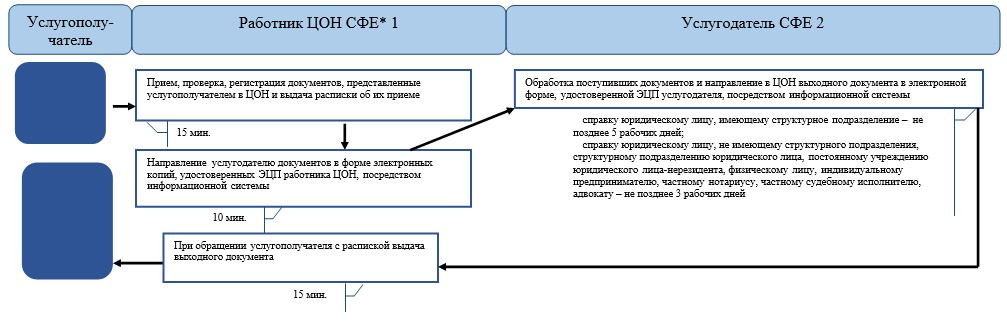 Услугополу-
чатель
Работник ЦОН СФЕ* 1
Услугодатель СФЕ 2
Прием, проверка, регистрация документов, представленные
услугополучателем в ЦОН и выдача расписки об их приеме
15 мин.
Направление услугодателю документов в форме электронных
копий, удостоверенных ЭЦП работника ЦОН, посредством
информационной системы
10 мин.
При обращении услугополучателя с распиской выдача
выходного документа
15 мин.
Обработка поступивших документов и направление в ЦОН выходного документа в электронной
форме, удостоверенной ЭЦП услугодателя, посредством информационной системы
справку юридическому лицу, имеющему структурное подразделение – не
позднее 5 рабочих дней;
справку юридическому лицу, не имеющему структурного подразделения,
структурному подразделению юридического лица, постоянному учреждению
юридического лица-нерезидента, физическому лицу, индивидуальному
предпринимателю, частному нотариусу, частному судебному исполнителю,
адвокату – не позднее 3 рабочих дней